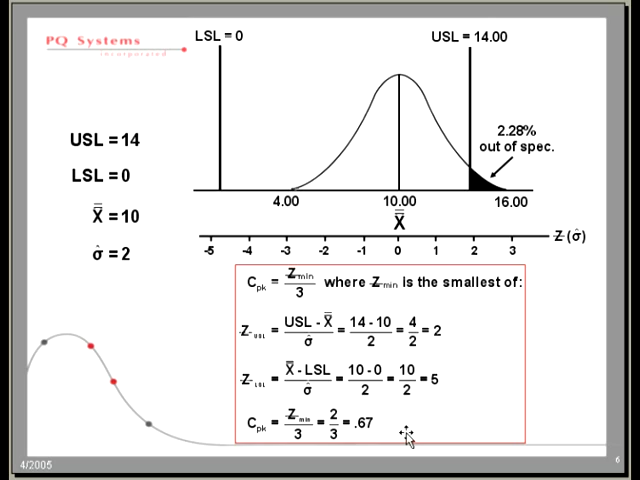 PQ Systems
incorporated
LSL = 0
USL = 14.00
2.28%
out of spec.
USL = 14
LSL = 0
X̿ = 10
σ̂ = 2
4.00 10.00 16.00
X̿
-5 -4 -3 -2 -1 0 1 2 3 Z (σ̂)
Cpk = Zmin / 3 where Zmin is the smallest of:
ZUSL = USL - X̿ / σ̂ = 14 - 10 / 2 = 4 / 2 = 2
ZLSL = X̿ - LSL / σ̂ = 10 - 0 / 2 = 10 / 2 = 5
Cpk = Zmin / 3 = 2 / 3 = .67
4/2005
6